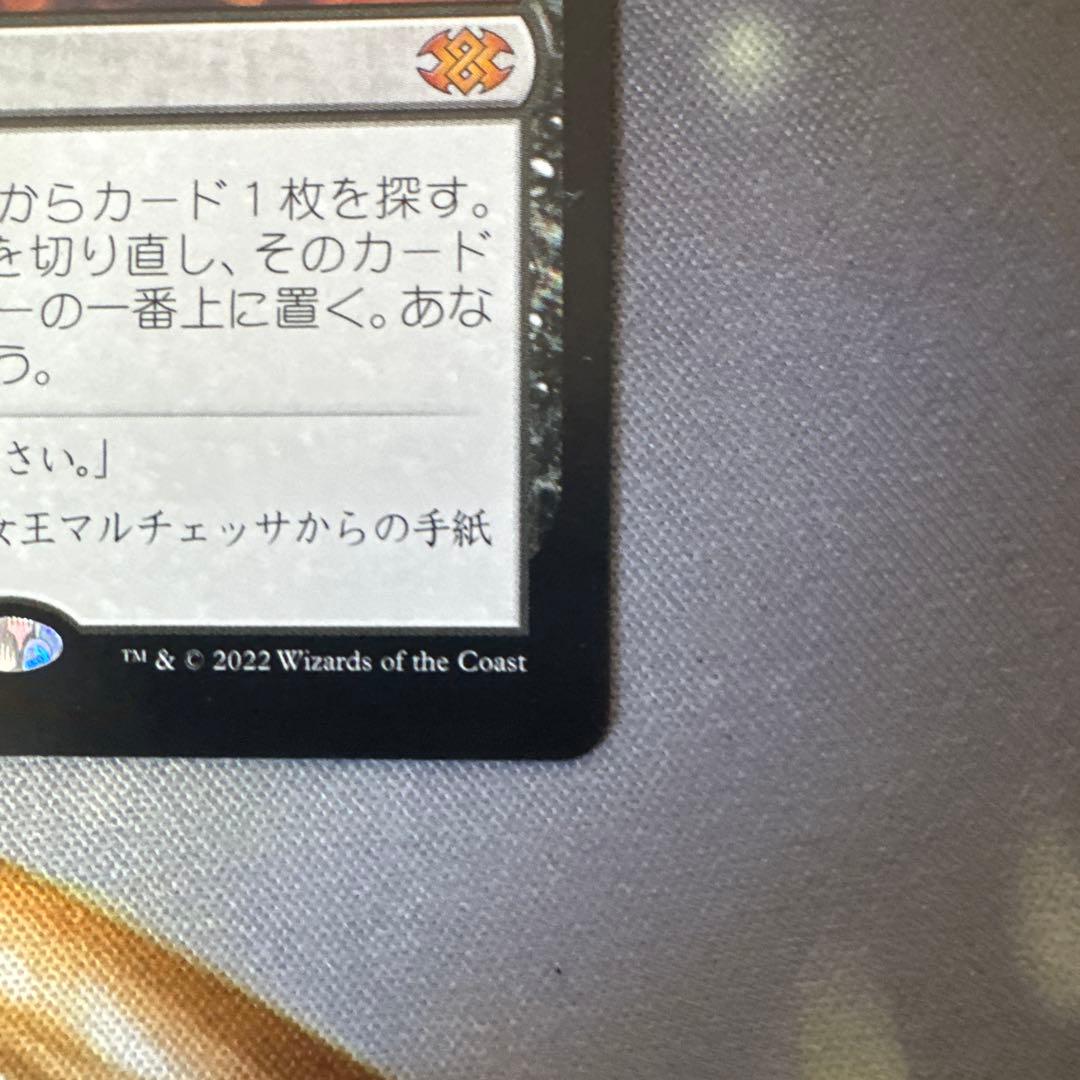 からカード1枚を探す。
を切り直し、そのカード
ーの一番上に置く。あな
う。
さい。」
女王マルチェッサからの手紙
™ & © 2022 Wizards of the Coast